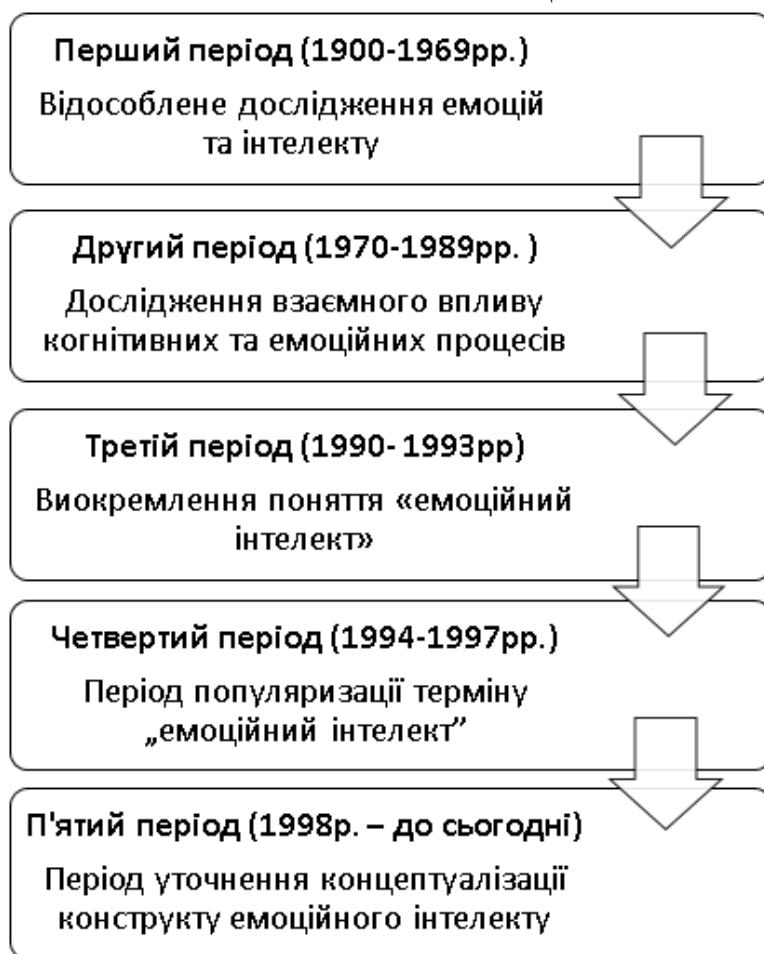 Перший період (1900-1969рр.)
Відособлене дослідження емоцій
та інтелекту
Другий період (1970-1989рр. )
Дослідження взаємного впливу
когнітивних та емоційних процесів
Третій період (1990- 1993рр)
Виокремлення поняття «емоційний
інтелект»
Четвертий період (1994-1997рр.)
Період популяризації терміну
„емоційний інтелект”
П'ятий період (1998р. – до сьогодні)
Період уточнення концептуалізації
конструкту емоційного інтелекту